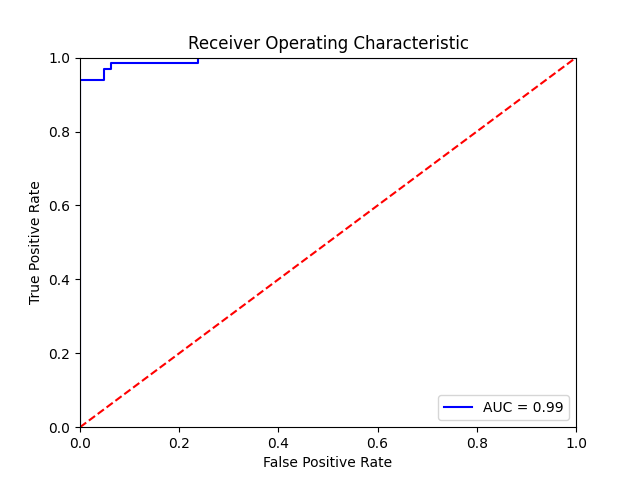 Receiver Operating Characteristic
1.0
0.8
0.6
0.4
0.2
0.0
True Positive Rate
AUC = 0.99
0.0 0.2 0.4 0.6 0.8 1.0
False Positive Rate